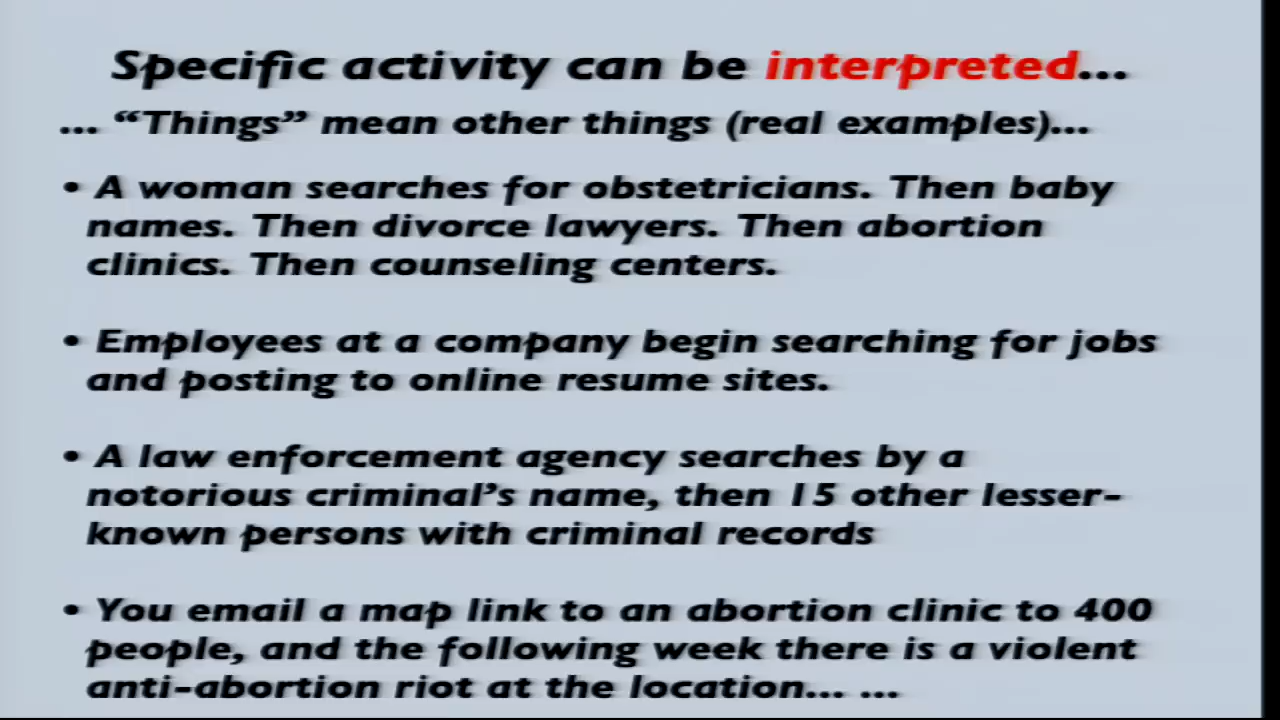 Specific activity can be interpreted...
... “Things” mean other things (real examples)...
• A woman searches for obstetricians. Then baby
names. Then divorce lawyers. Then abortion
clinics. Then counseling centers.
• Employees at a company begin searching for jobs
and posting to online resume sites.
• A law enforcement agency searches by a
notorious criminal’s name, then 15 other lesser-
known persons with criminal records
• You email a map link to an abortion clinic to 400
people, and the following week there is a violent
anti-abortion riot at the location... ...